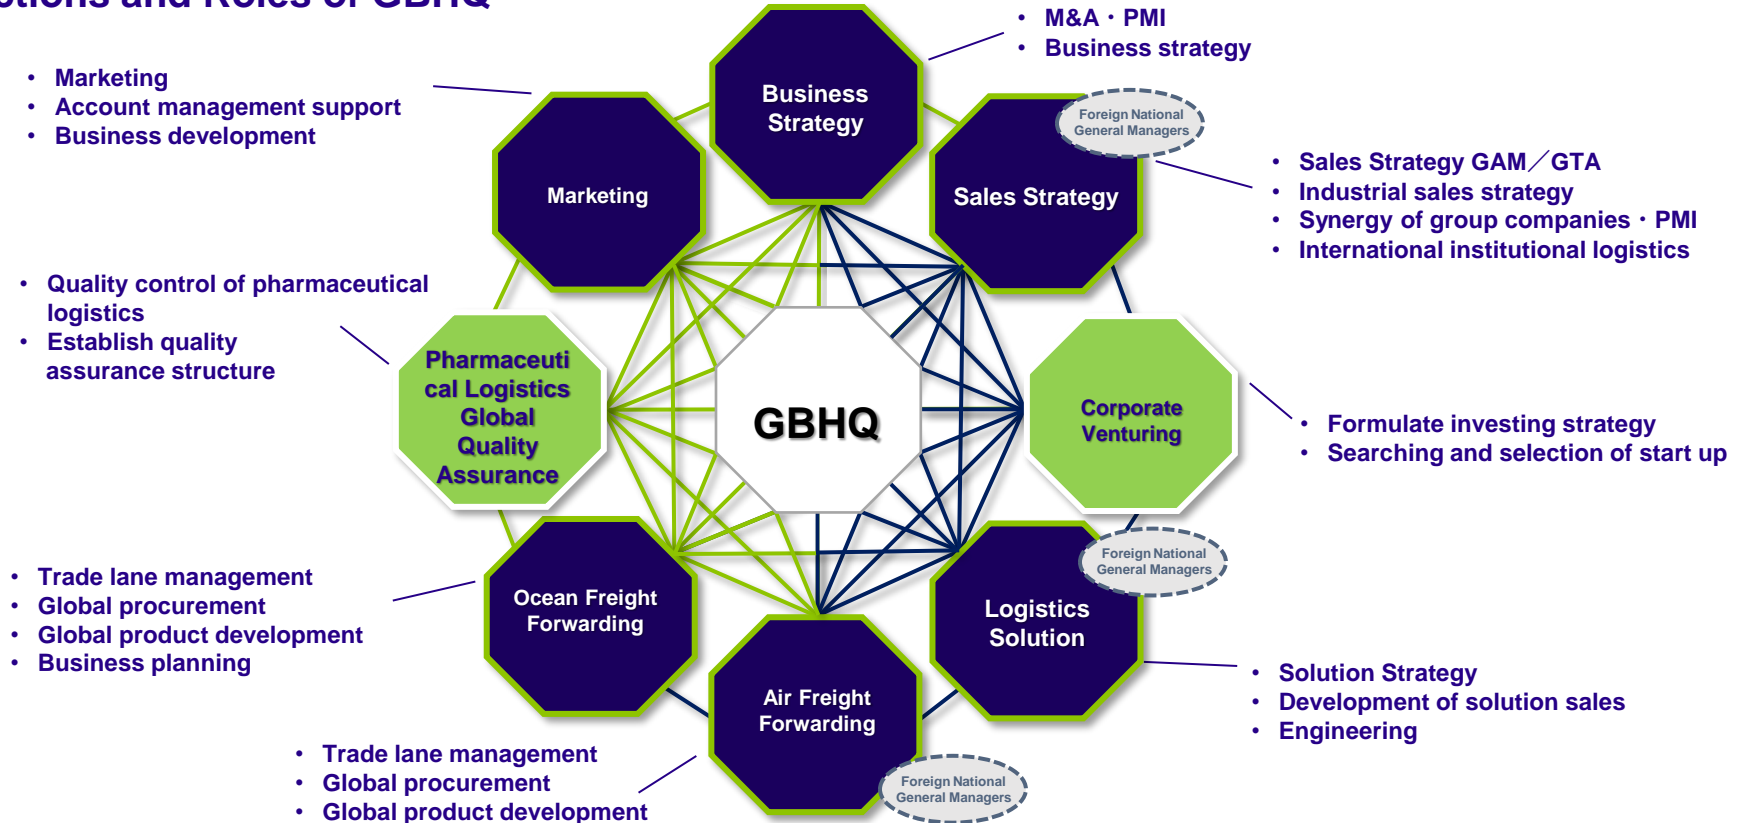 ctions and Roles of GBHQ
• M&A・PMI
• Business strategy
• Marketing
• Account management support
• Business development
Business
Strategy
Foreign National
General Managers
Marketing
Sales Strategy
• Sales Strategy GAM／GTA
• Industrial sales strategy
• Synergy of group companies・PMI
• International institutional logistics
• Quality control of pharmaceutical
logistics
• Establish quality
assurance structure
Pharmaceuti
cal Logistics
Global
Quality
Assurance
GBHQ
Corporate
Venturing
• Formulate investing strategy
• Searching and selection of start up
Foreign National
General Managers
• Trade lane management
• Global procurement
• Global product development
• Business planning
Ocean Freight
Forwarding
Logistics
Solution
• Solution Strategy
• Development of solution sales
• Engineering
Air Freight
Forwarding
• Trade lane management
• Global procurement
• Global product development
Foreign National
General Managers